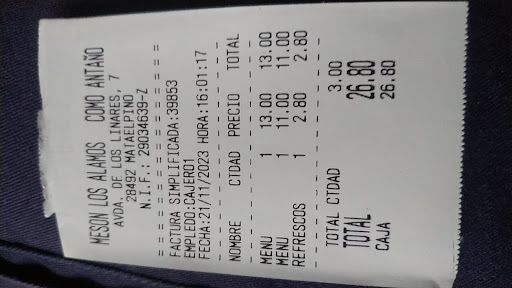 MESON LOS ALAMOS COMO ANTAÑO
AVDA. DE LOS LINARES, 7
28492 MATAELPINO
N.I.F.: 29034639-Z
FACTURA SIMPLIFICADA:39853
EMPLEDO:CAJERO1
FECHA:21/11/2023 HORA:16:01:17
NOMBRE CTDAD PRECIO TOTAL
MENU 1 13.00 13.00
MENU 1 11.00 11.00
REFRESCOS 1 2.80 2.80
TOTAL CTDAD 3.00
TOTAL 26.80
CAJA 26.80